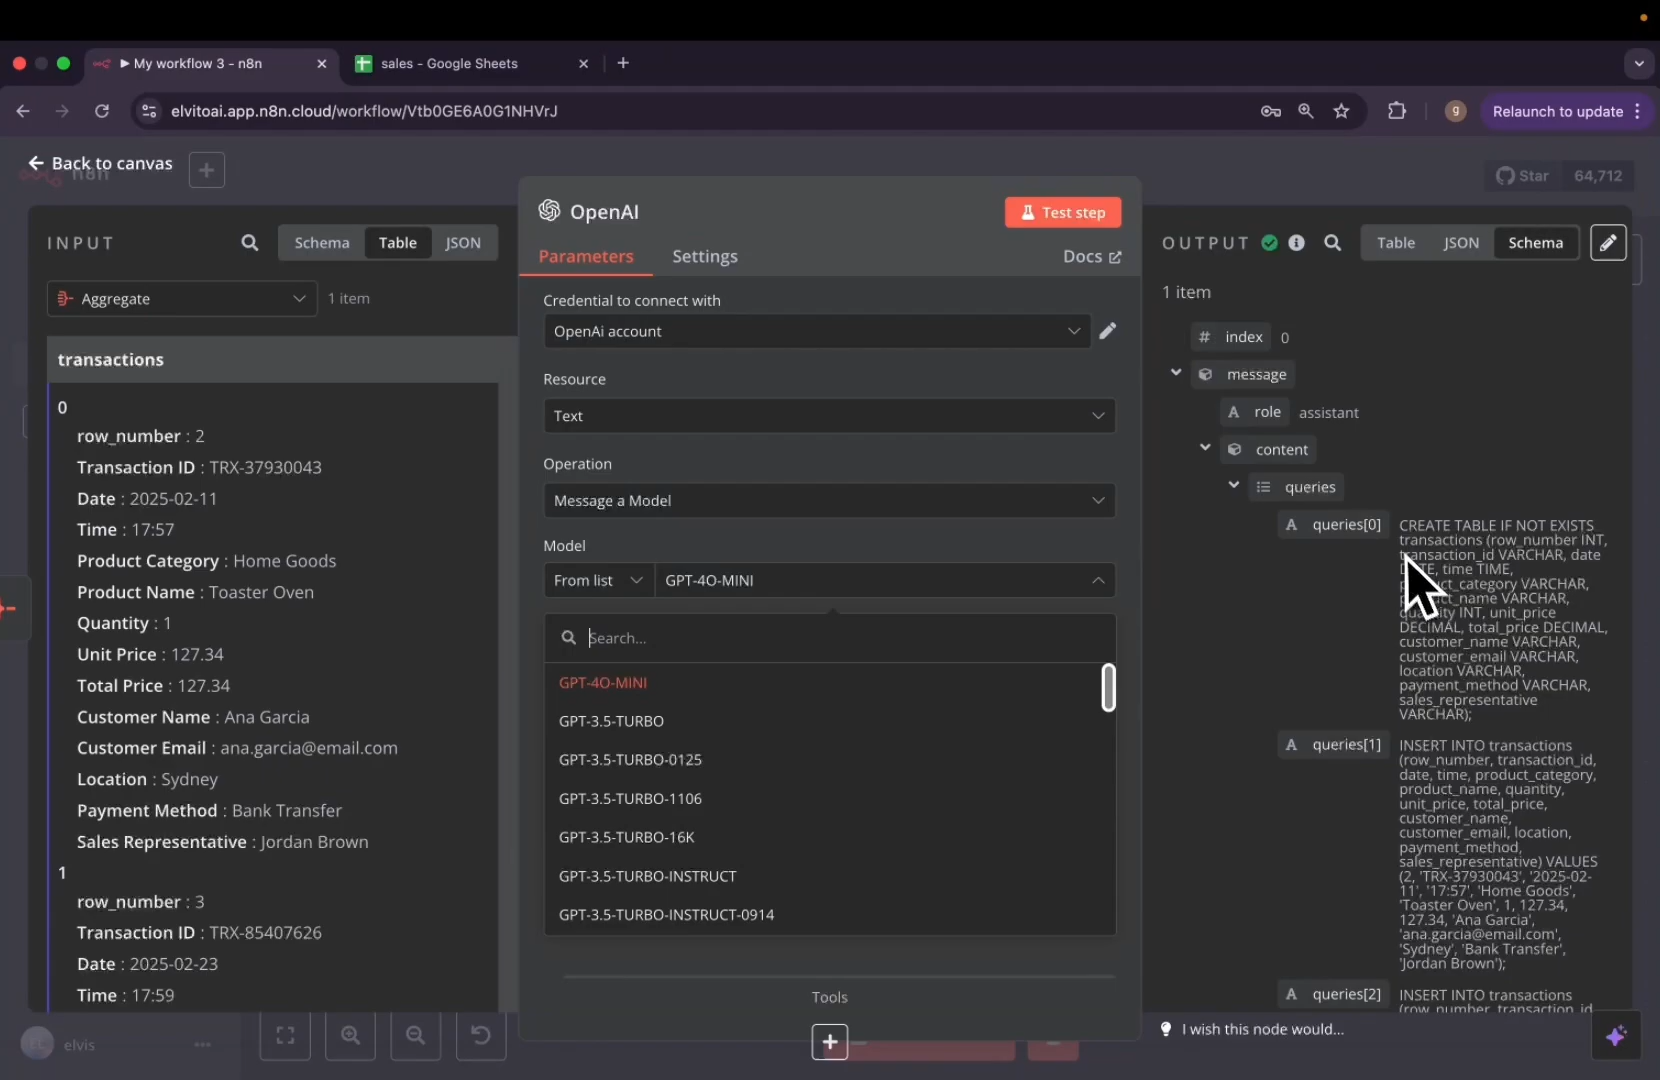 My workflow 3 - n8n
sales - Google Sheets
elvitoai.app.n8n.cloud/workflow/Vtb0GE6A0G1NHVrJ
g
Relaunch to update
Back to canvas
n8n
Star 64,712
INPUT
Schema
Table
JSON
Aggregate
1 item
transactions
0
row_number : 2
Transaction ID : TRX-37930043
Date : 2025-02-11
Time : 17:57
Product Category : Home Goods
Product Name : Toaster Oven
Quantity : 1
Unit Price : 127.34
Total Price : 127.34
Customer Name : Ana Garcia
Customer Email : ana.garcia@email.com
Location : Sydney
Payment Method : Bank Transfer
Sales Representative : Jordan Brown
1
row_number : 3
Transaction ID : TRX-85407626
Date : 2025-02-23
Time : 17:59
elvis
OpenAI
Test step
Parameters
Settings
Docs
Credential to connect with
OpenAi account
Resource
Text
Operation
Message a Model
Model
From list
GPT-4O-MINI
Search...
GPT-4O-MINI
GPT-3.5-TURBO
GPT-3.5-TURBO-0125
GPT-3.5-TURBO-1106
GPT-3.5-TURBO-16K
GPT-3.5-TURBO-INSTRUCT
GPT-3.5-TURBO-INSTRUCT-0914
Tools
OUTPUT
Table
JSON
Schema
1 item
# index 0
message
A role assistant
content
queries
A queries[0]
CREATE TABLE IF NOT EXISTS
transactions (row_number INT,
transaction_id VARCHAR, date
TIME,
VARCHAR,
VARCHAR,
INT, unit_price
DECIMAL, total_price DECIMAL,
customer_name VARCHAR,
customer_email VARCHAR,
location VARCHAR,
payment_method VARCHAR,
sales_representative
VARCHAR);
A queries[1]
INSERT INTO transactions
(row_number, transaction_id,
date, time, product_category,
product_name, quantity,
unit_price, total_price,
customer_name,
customer_email, location,
payment_method,
sales_representative) VALUES
(2, 'TRX-37930043', '2025-02-
11', '17:57', 'Home Goods',
'Toaster Oven', 1, 127.34,
127.34, 'Ana Garcia',
'ana.garcia@email.com',
'Sydney', 'Bank Transfer',
'Jordan Brown');
A queries[2]
INSERT INTO transactions
(row_number, transaction_id,
I wish this node would...